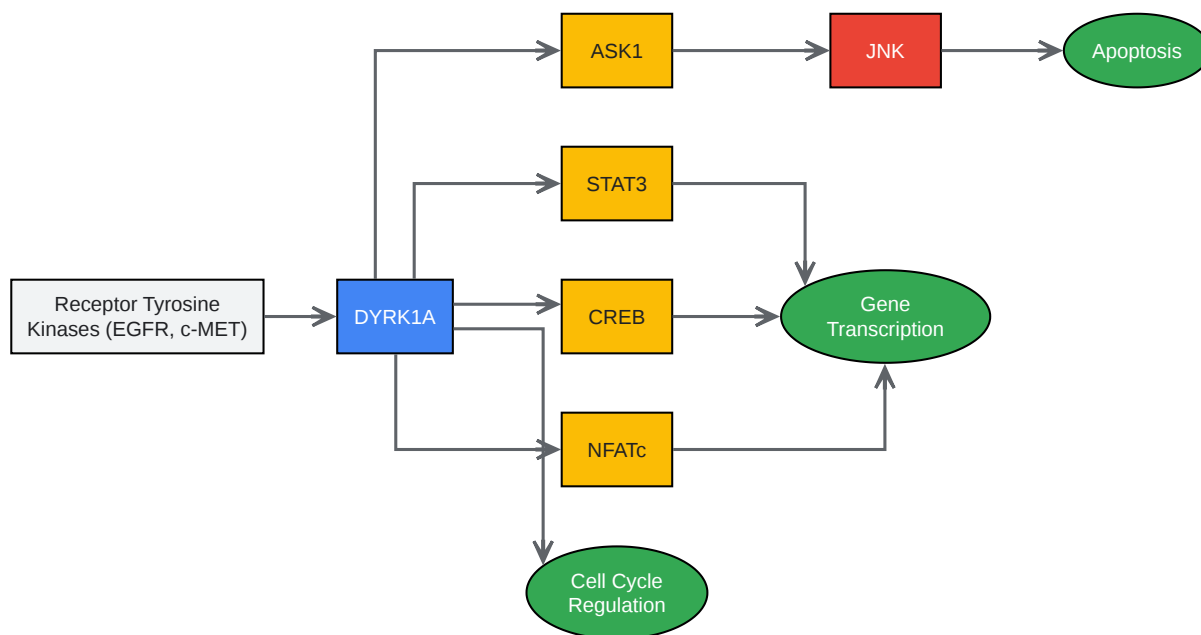 ASK1
JNK
Apoptosis
STAT3
Receptor Tyrosine
Kinases (EGFR, c-MET)
DYRK1A
CREB
Gene
Transcription
NFATc
Cell Cycle
Regulation